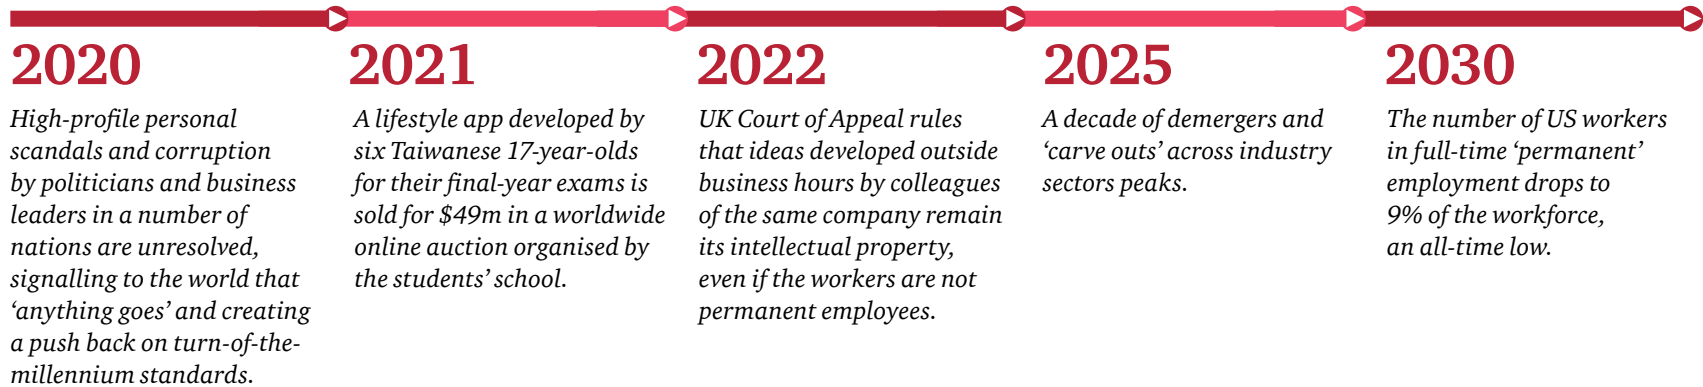 2020
High-profile personal
scandals and corruption
by politicians and business
leaders in a number of
nations are unresolved,
signalling to the world that
‘anything goes’ and creating
a push back on turn-of-the-
millennium standards.
2021
A lifestyle app developed by
six Taiwanese 17-year-olds
for their final-year exams is
sold for $49m in a worldwide
online auction organised by
the students’ school.
2022
UK Court of Appeal rules
that ideas developed outside
business hours by colleagues
of the same company remain
its intellectual property,
even if the workers are not
permanent employees.
2025
A decade of demergers and
‘carve outs’ across industry
sectors peaks.
2030
The number of US workers
in full-time ‘permanent’
employment drops to
9% of the workforce,
an all-time low.